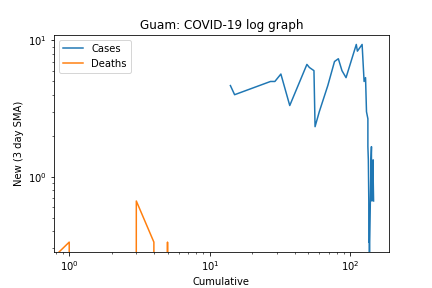 Guam: COVID-19 log graph
Cases
Deaths
10¹
10⁰
New (3 day SMA)
10⁰ 10¹ 10²
Cumulative